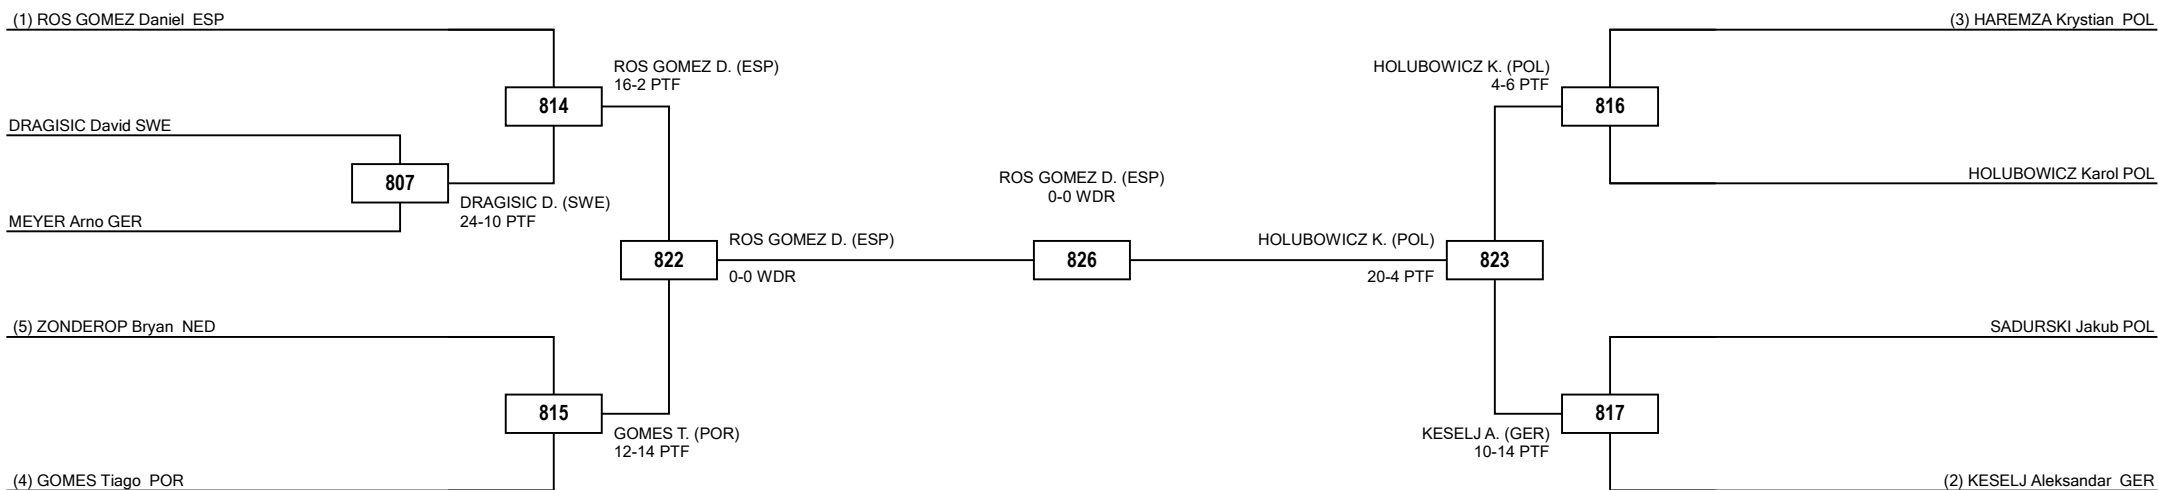 (1) ROS GOMEZ Daniel  ESP
ROS GOMEZ D. (ESP)
16-2 PTF
814
DRAGISIC David SWE
807
DRAGISIC D. (SWE)
24-10 PTF
MEYER Arno GER
822
ROS GOMEZ D. (ESP)
0-0 WDR
(5) ZONDEROP Bryan  NED
815
GOMES T. (POR)
12-14 PTF
(4) GOMES Tiago  POR
ROS GOMEZ D. (ESP)
0-0 WDR
826
(3) HAREMZA Krystian  POL
HOLUBOWICZ K. (POL)
4-6 PTF
816
HOLUBOWICZ Karol POL
HOLUBOWICZ K. (POL)
20-4 PTF
823
SADURSKI Jakub POL
817
KESELJ A. (GER)
10-14 PTF
(2) KESELJ Aleksandar  GER